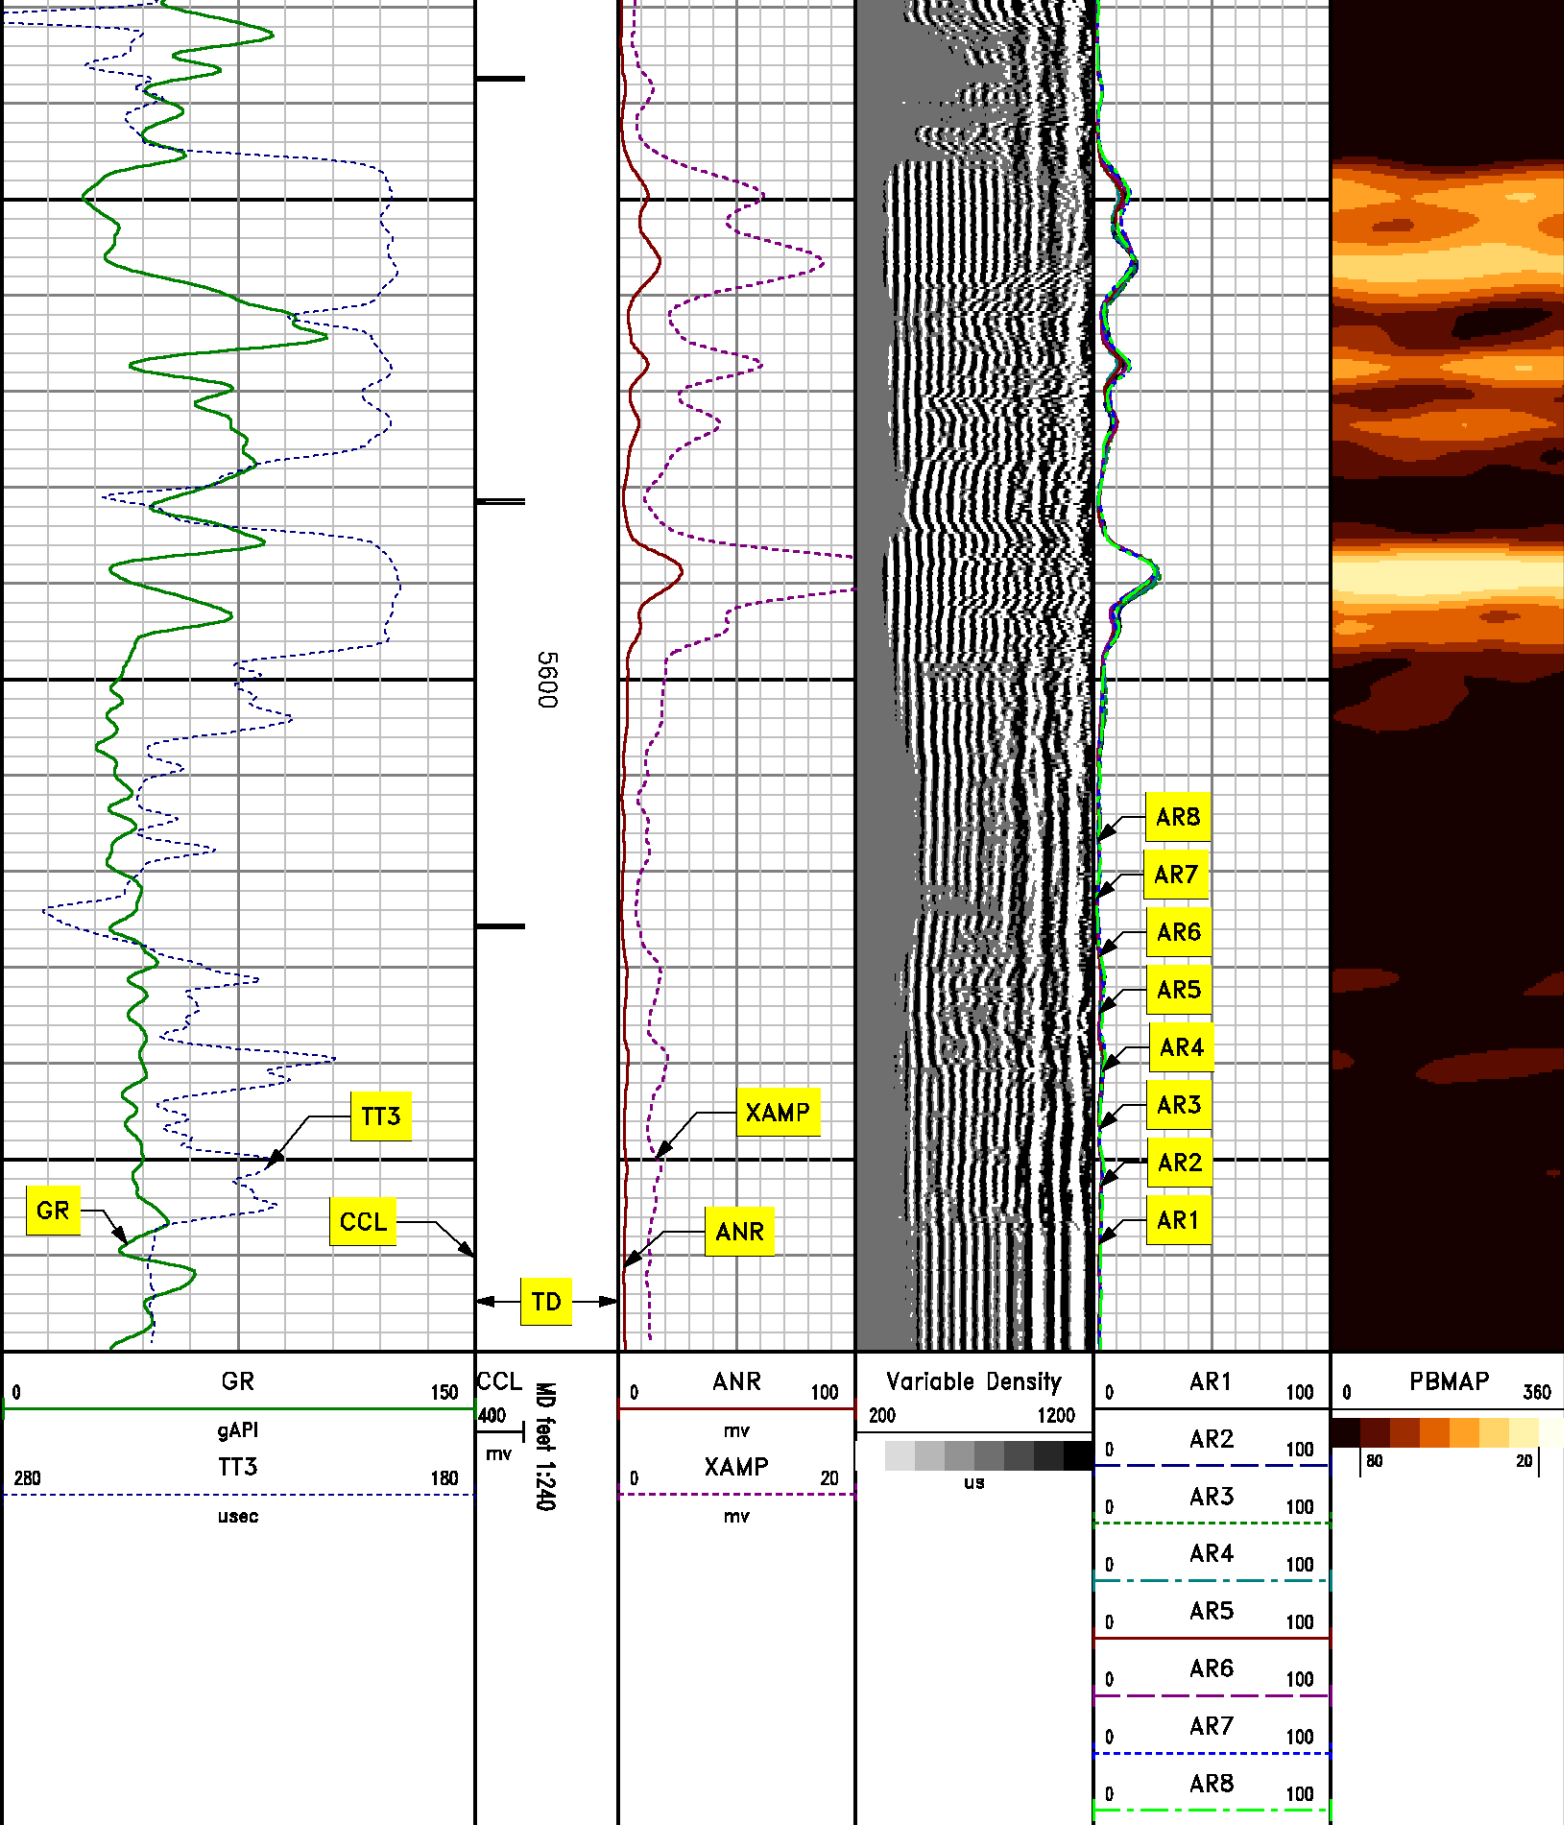 5600
AR8
AR7
AR6
AR5
AR4
AR3
AR2
AR1
TT3
XAMP
GR
CCL
ANR
TD
0 GR 150
gAPI
280 TT3 180
usec
CCL
400
mv
MD feet 1:240
0 ANR 100
mv
0 XAMP 20
mv
Variable Density
200 1200
us
0 AR1 100
0 AR2 100
0 AR3 100
0 AR4 100
0 AR5 100
0 AR6 100
0 AR7 100
0 AR8 100
0 PBMAP 360
80 20